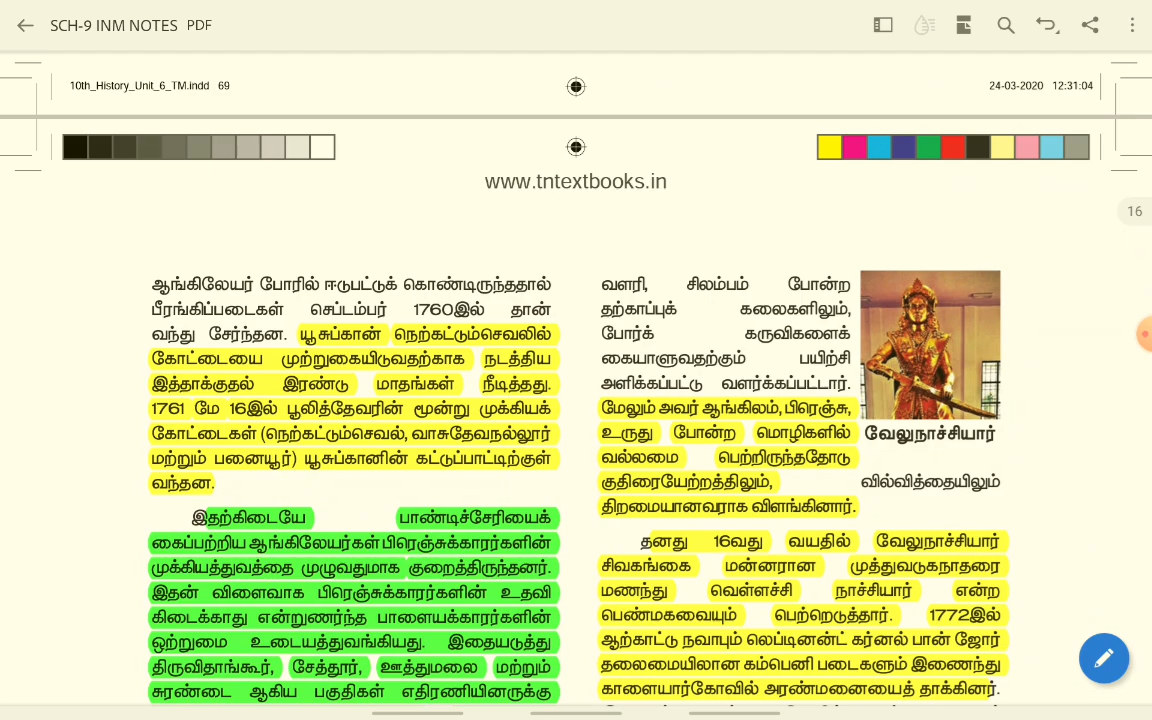 SCH-9 INM NOTES PDF
10th_History_Unit_6_TM.indd 69
24-03-2020 12:31:04
www.tntextbooks.in
16
ஆங்கிலேயர் போரில் ஈடுபட்டுக் கொண்டிருந்ததால்
பீரங்கிப்படைகள் செப்டம்பர் 1760இல் தான்
வந்து சேர்ந்தன. யூசுப்கான் நெற்கட்டும்செவலில்
கோட்டையை முற்றுகையிடுவதற்காக நடத்திய
இத்தாக்குதல் இரண்டு மாதங்கள் நீடித்தது.
1761 மே 16இல் பூலித்தேவரின் மூன்று முக்கியக்
கோட்டைகள் (நெற்கட்டும்செவல், வாசுதேவநல்லூர்
மற்றும் பனையூர்) யூசுப்கானின் கட்டுப்பாட்டிற்குள்
வந்தன.
இதற்கிடையே பாண்டிச்சேரியைக்
கைப்பற்றிய ஆங்கிலேயர்கள் பிரெஞ்சுக்காரர்களின்
முக்கியத்துவத்தை முழுவதுமாக குறைத்திருந்தனர்.
இதன் விளைவாக பிரெஞ்சுக்காரர்களின் உதவி
கிடைக்காது என்றுணர்ந்த பாளையக்காரர்களின்
ஒற்றுமை உடையத்துவங்கியது. இதையடுத்து
திருவிதாங்கூர், சேத்தூர், ஊத்துமலை மற்றும்
சுரண்டை ஆகிய பகுதிகள் எதிரணியினருக்கு
வளரி, சிலம்பம் போன்ற
தற்காப்புக் கலைகளிலும்,
போர்க் கருவிகளைக்
கையாளுவதற்கும் பயிற்சி
அளிக்கப்பட்டு வளர்க்கப்பட்டார்.
மேலும் அவர் ஆங்கிலம், பிரெஞ்சு,
உருது போன்ற மொழிகளில்
வல்லமை பெற்றிருந்ததோடு
குதிரையேற்றத்திலும், வில்வித்தையிலும்
திறமையானவராக விளங்கினார்.
வேலுநாச்சியார்
தனது 16வது வயதில் வேலுநாச்சியார்
சிவகங்கை மன்னரான முத்துவடுகநாதரை
மணந்து வெள்ளச்சி நாச்சியார் என்ற
பெண்மகவையும் பெற்றெடுத்தார். 1772இல்
ஆற்காட்டு நவாபும் லெப்டினன்ட் கர்னல் பான் ஜோர்
தலைமையிலான கம்பெனி படைகளும் இணைந்து
காளையார்கோவில் அரண்மனையைத் தாக்கினர்.